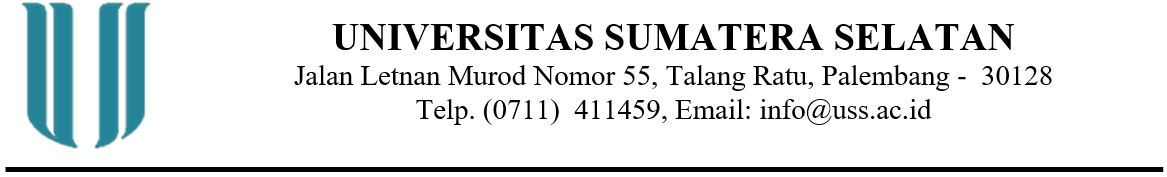 UNIVERSITAS SUMATERA SELATAN
Jalan Letnan Murod Nomor 55, Talang Ratu, Palembang - 30128
Telp. (0711) 411459, Email: info@uss.ac.id